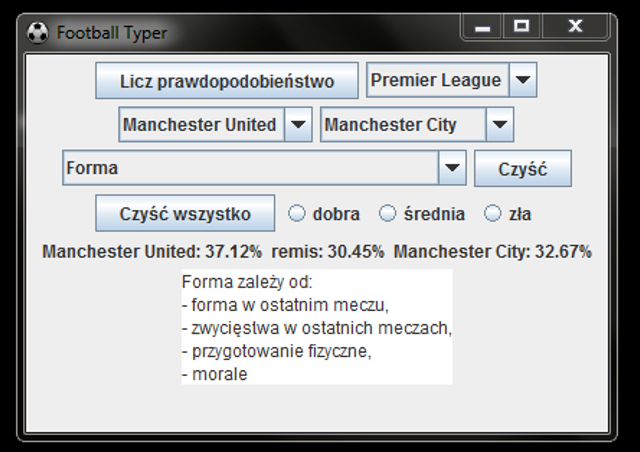 Football Typer
Licz prawdopodobieństwo Premier League
Manchester United Manchester City
Forma Czyść
Czyść wszystko dobra średnia zła
Manchester United: 37.12% remis: 30.45% Manchester City: 32.67%
Forma zależy od:
- forma w ostatnim meczu,
- zwycięstwa w ostatnich meczach,
- przygotowanie fizyczne,
- morale